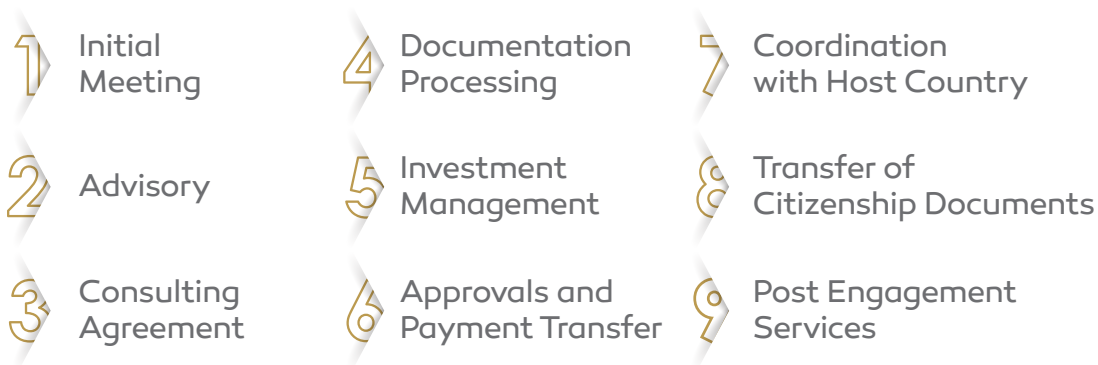 1
Initial
Meeting
2
Advisory
3
Consulting
Agreement
4
Documentation
Processing
5
Investment
Management
6
Approvals and
Payment Transfer
7
Coordination
with Host Country
8
Transfer of
Citizenship Documents
9
Post Engagement
Services